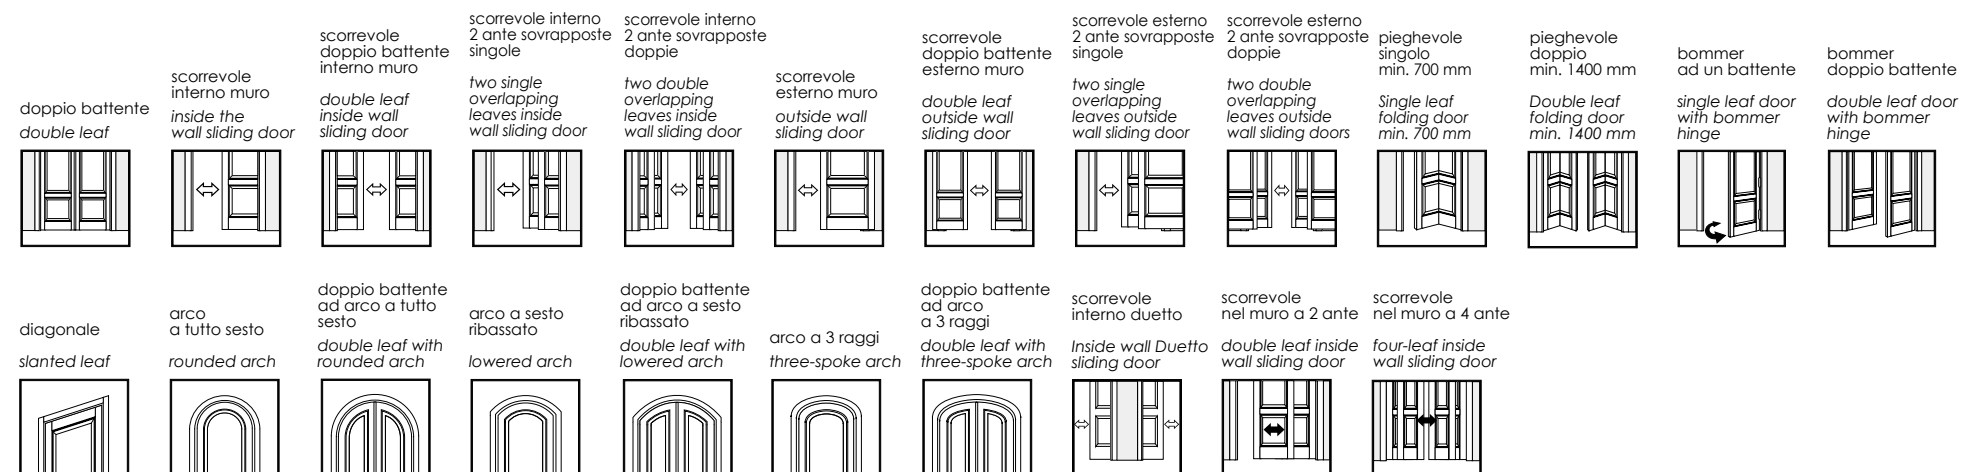 doppio battente
double leaf
scorrevole
interno muro
inside the
wall sliding door
scorrevole
doppio battente
interno muro
double leaf
inside wall
sliding door
scorrevole interno
2 ante sovrapposte
singole
two single
overlapping
leaves inside
wall sliding door
scorrevole interno
2 ante sovrapposte
doppie
two double
overlapping
leaves inside
wall sliding door
scorrevole
esterno muro
outside wall
sliding door
scorrevole
doppio battente
esterno muro
double leaf
outside wall
sliding door
scorrevole esterno
2 ante sovrapposte
singole
two single
overlapping
leaves outside
wall sliding door
scorrevole esterno
2 ante sovrapposte
doppie
two double
overlapping
leaves outside
wall sliding doors
pieghevole
singolo
min. 700 mm
Single leaf
folding door
min. 700 mm
pieghevole
doppio
min. 1400 mm
Double leaf
folding door
min. 1400 mm
bommer
ad un battente
single leaf door
with bommer
hinge
bommer
doppio battente
double leaf door
with bommer
hinge
diagonale
slanted leaf
arco
a tutto sesto
rounded arch
doppio battente
ad arco a tutto
sesto
double leaf with
rounded arch
arco a sesto
ribassato
lowered arch
doppio battente
ad arco a sesto
ribassato
double leaf with
lowered arch
arco a 3 raggi
three-spoke arch
doppio battente
ad arco
a 3 raggi
double leaf with
three-spoke arch
scorrevole
interno duetto
Inside wall Duetto
sliding door
scorrevole
nel muro a 2 ante
double leaf inside
wall sliding door
scorrevole
nel muro a 4 ante
four-leaf inside
wall sliding door